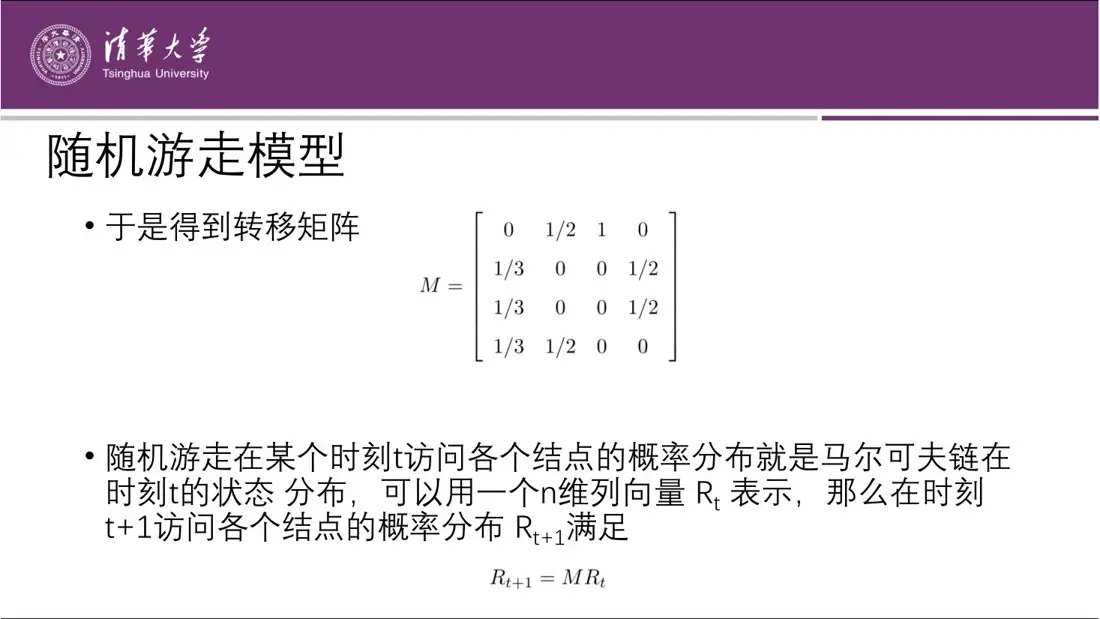 清华大学
Tsinghua University
随机游走模型
• 于是得到转移矩阵
M =
0 1/2 1 0
1/3 0 0 1/2
1/3 0 0 1/2
1/3 1/2 0 0
• 随机游走在某个时刻t访问各个结点的概率分布就是马尔可夫链在
时刻t的状态 分布，可以用一个n维列向量 Rt 表示，那么在时刻
t+1访问各个结点的概率分布 Rt+1满足
Rt+1 = MRt